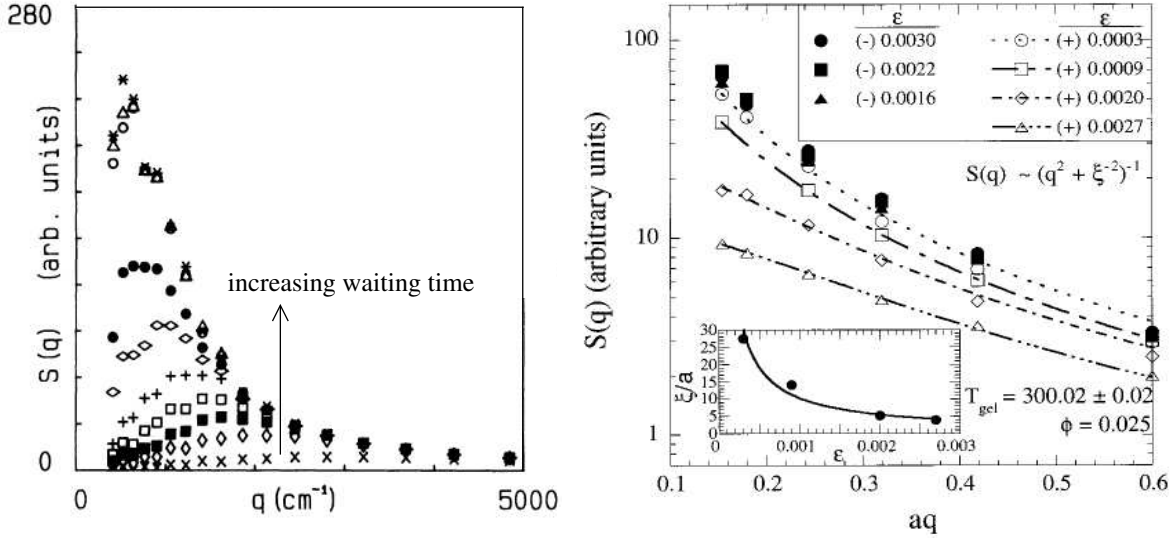 280
S(q) (arb. units)
0
0
q (cm⁻¹)
5000
increasing waiting time
S(q) (arbitrary units)
100
10
1
ε ε
(-) 0.0030 (+) 0.0003
(-) 0.0022 (+) 0.0009
(-) 0.0016 (+) 0.0020
(+) 0.0027
S(q) ~ (q² + ξ⁻²)⁻¹
ξ/a
30
25
20
15
10
5
0
0 0.001 0.002 0.003
ε
T_gel = 300.02 ± 0.02
ϕ = 0.025
0.1 0.2 0.3 0.4 0.5 0.6
aq